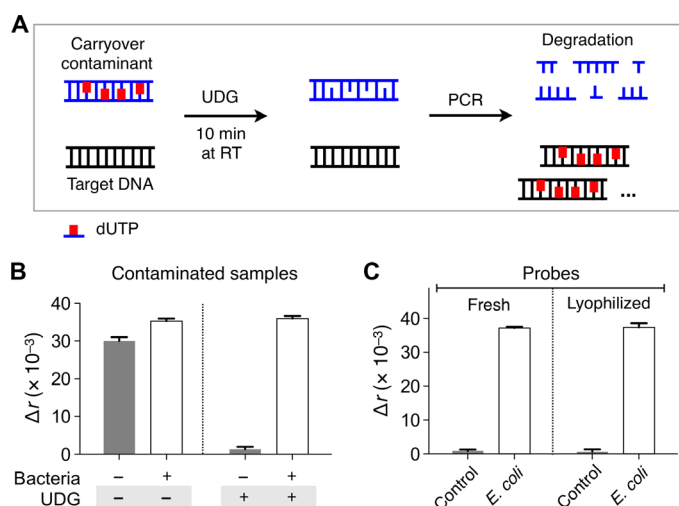 A
Carryover
contaminant
UDG
10 min
at RT
PCR
Degradation
Target DNA
...
dUTP
B
Contaminated samples
Δr (× 10⁻³)
40
30
20
10
0
Bacteria – + – +
UDG – – + +
C
Probes
Fresh
Lyophilized
Δr (× 10⁻³)
40
30
20
10
0
Control
E. coli
Control
E. coli